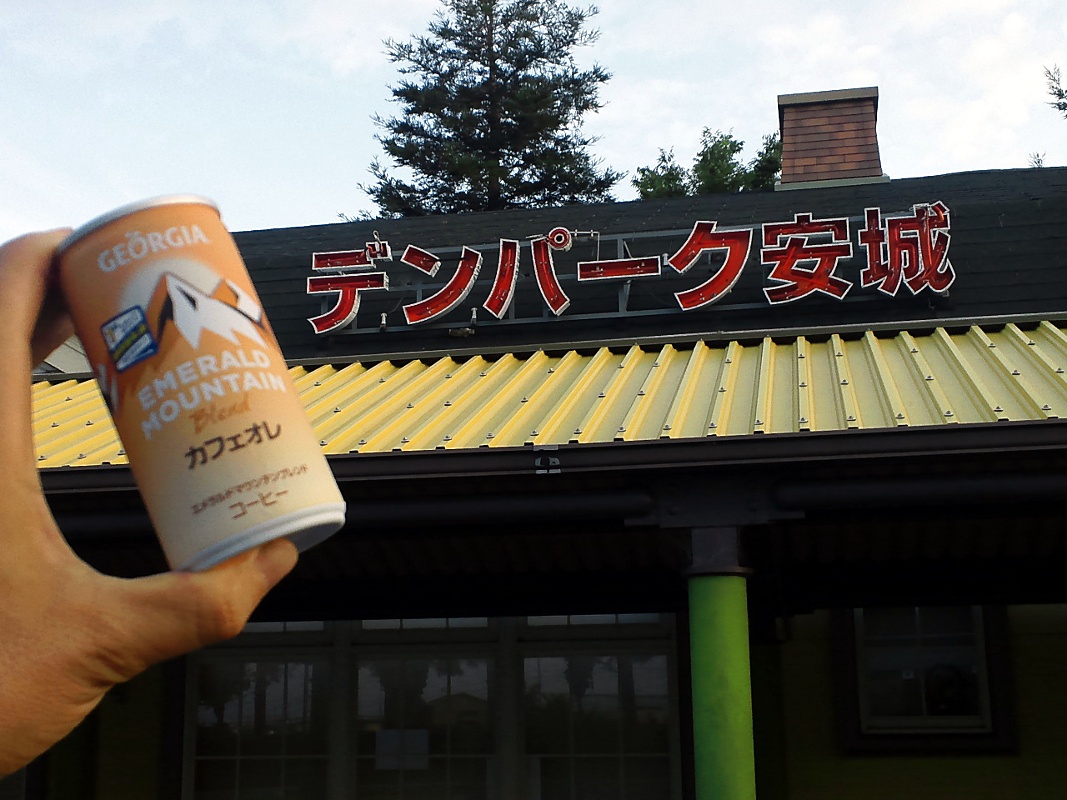 GEORGIA
EMERALD
MOUNTAIN
Blend
カフェオレ
エメラルドマウンテンブレンド
コーヒー
デンパーク安城